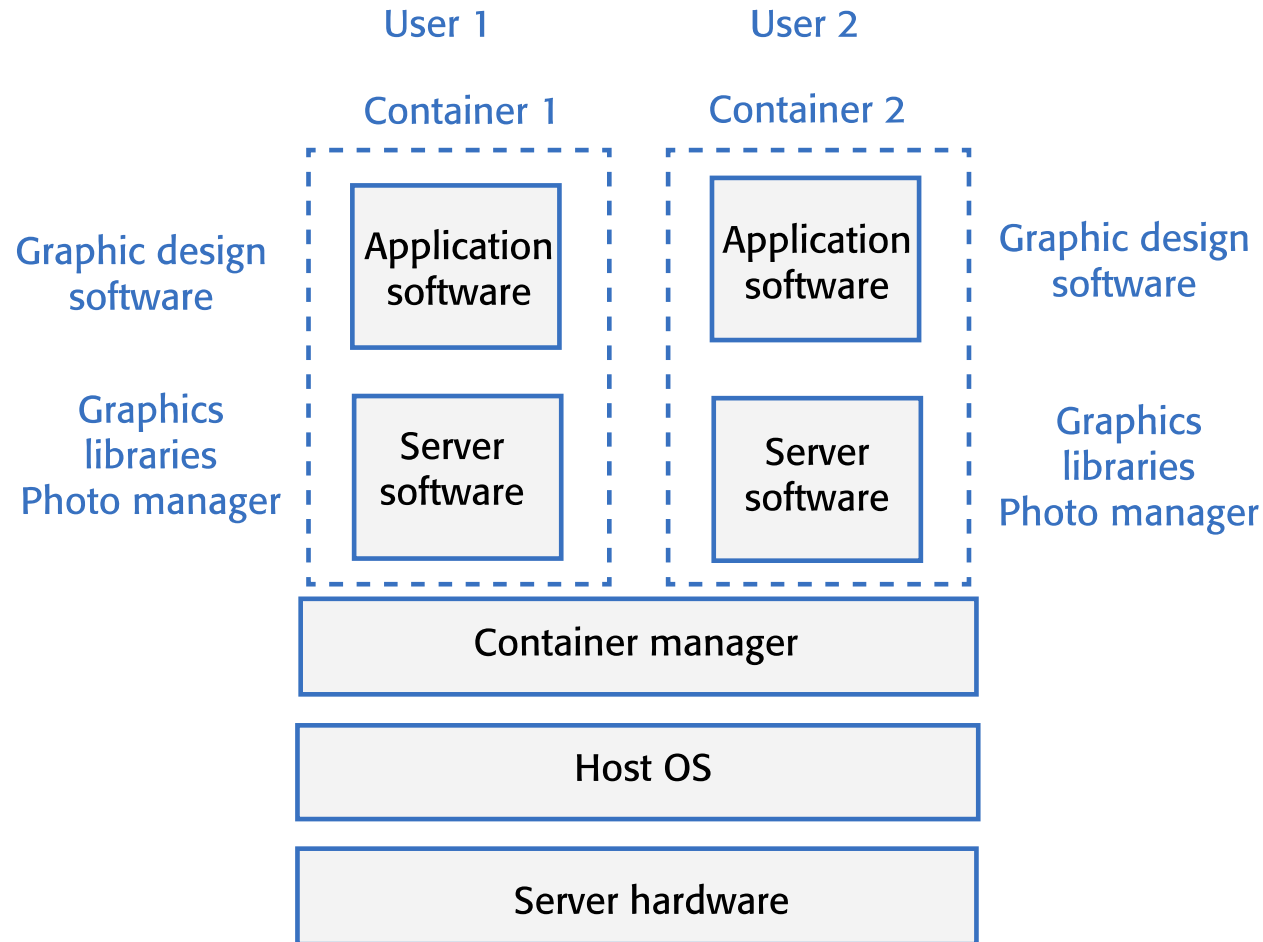 User 1
User 2
Container 1
Container 2
Graphic design
software
Application
software
Application
software
Graphic design
software
Graphics
libraries
Photo manager
Server
software
Server
software
Graphics
libraries
Photo manager
Container manager
Host OS
Server hardware